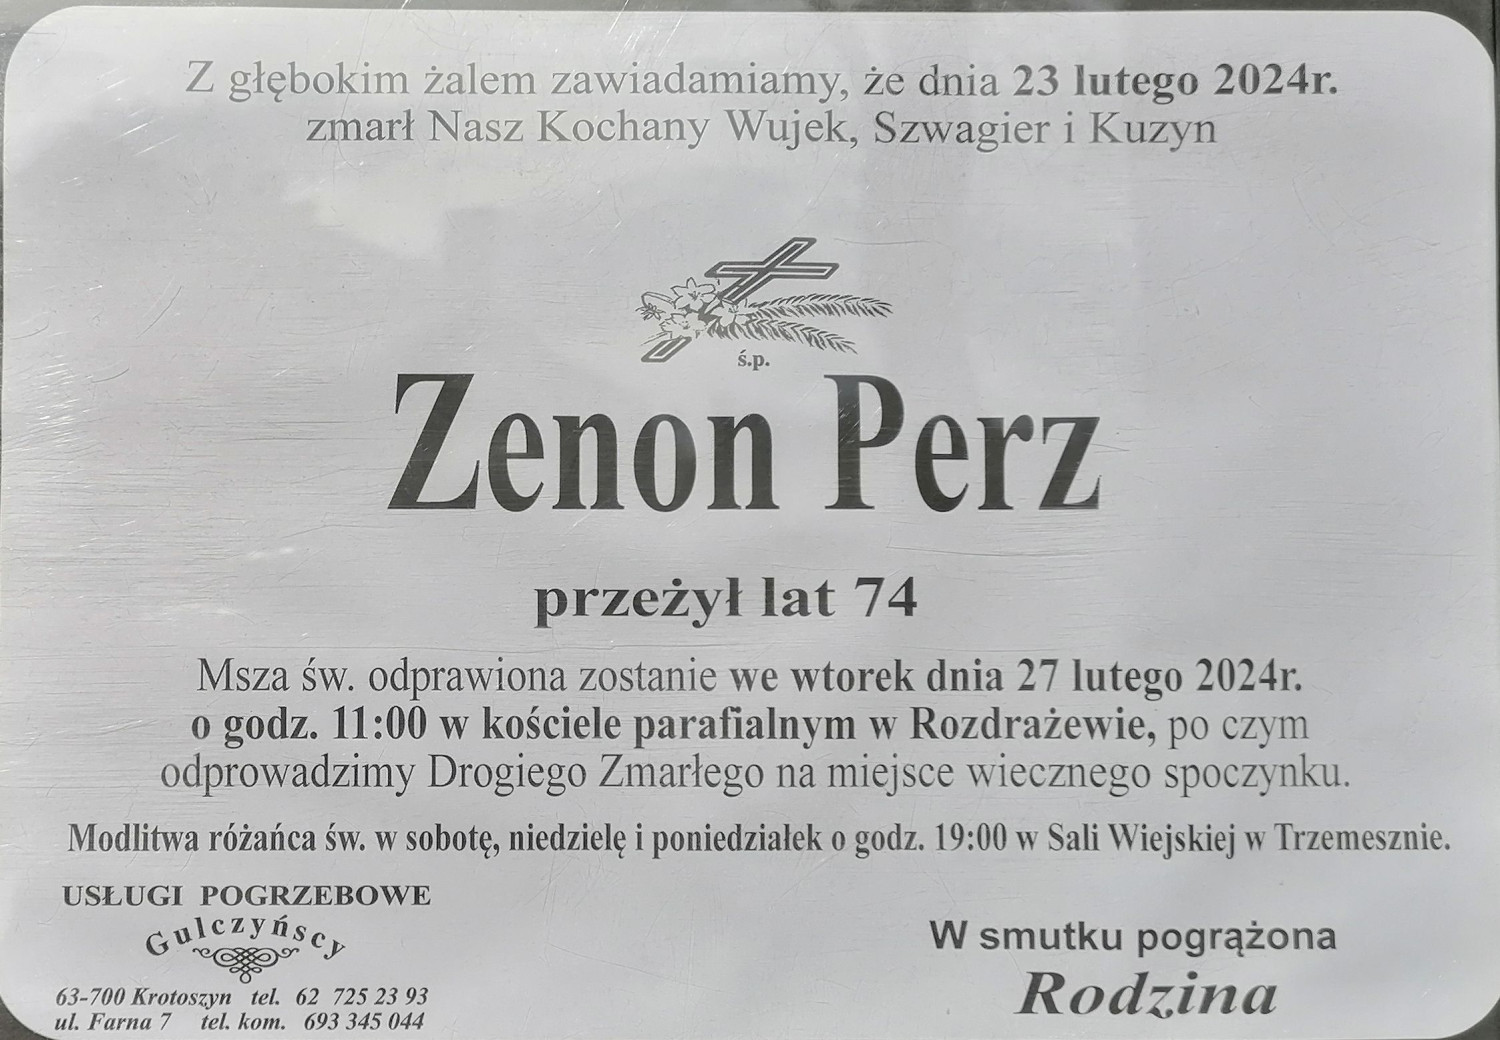 Z głębokim żalem zawiadamiamy, że dnia 23 lutego 2024r.
zmarł Nasz Kochany Wujek, Szwagier i Kuzyn
ś.p.
Zenon Perz
przeżył lat 74
Msza św. odprawiona zostanie we wtorek dnia 27 lutego 2024r.
o godz. 11:00 w kościele parafialnym w Rozdrażewie, po czym
odprowadzimy Drogiego Zmarłego na miejsce wiecznego spoczynku.
Modlitwa różańca św. w sobotę, niedzielę i poniedziałek o godz. 19:00 w Sali Wiejskiej w Trzemesznie.
USŁUGI POGRZEBOWE
Gulczyńscy
63-700 Krotoszyn tel. 62 725 23 93
ul. Farna 7 tel. kom. 693 345 044
W smutku pogrążona
Rodzina